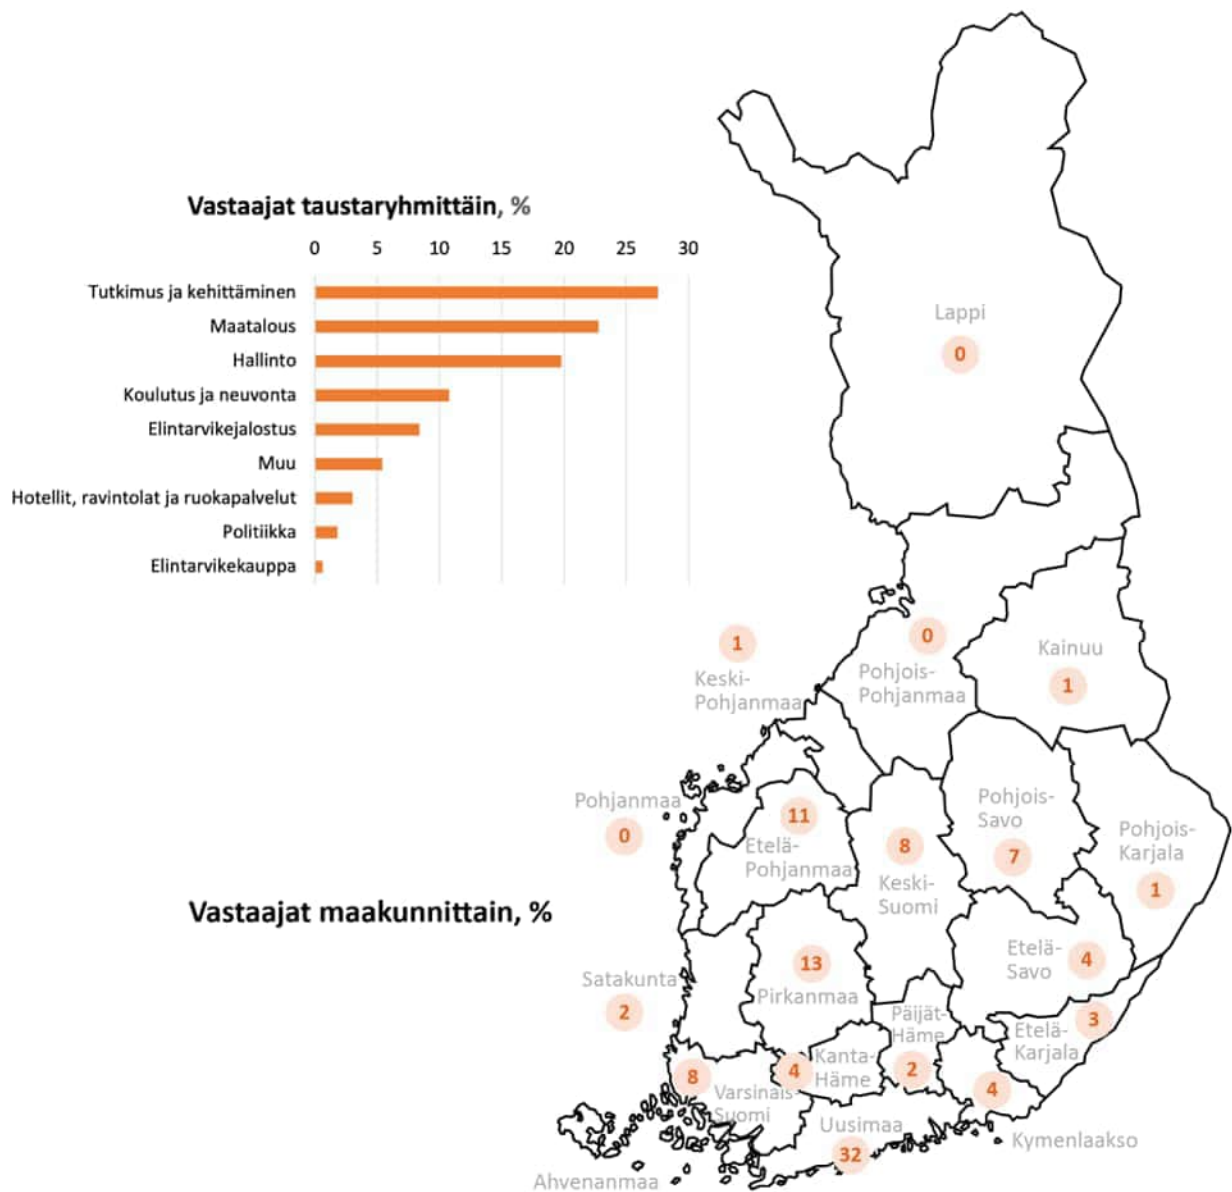 Vastaajat taustaryhmittäin, %
0 5 10 15 20 25 30
Tutkimus ja kehittäminen
Maatalous
Hallinto
Koulutus ja neuvonta
Elintarvikejalostus
Muu
Hotellit, ravintolat ja ruokapalvelut
Politiikka
Elintarvikekauppa
Vastaajat maakunnittain, %
Lappi
0
0
Pohjois-
Pohjanmaa
Kainuu
1
1
Keski-
Pohjanmaa
Pohjanmaa
0
11
Etelä-
Pohjanmaa
8
Keski-
Suomi
Pohjois-
Savo
7
Pohjois-
Karjala
1
Satakunta
2
13
Pirkanmaa
Etelä-
Savo
4
Päijät-
Häme
2
3
Etelä-
Karjala
8
Varsinais-
Suomi
4
Kanta-
Häme
4
Kymenlaakso
Uusimaa
32
Ahvenanmaa